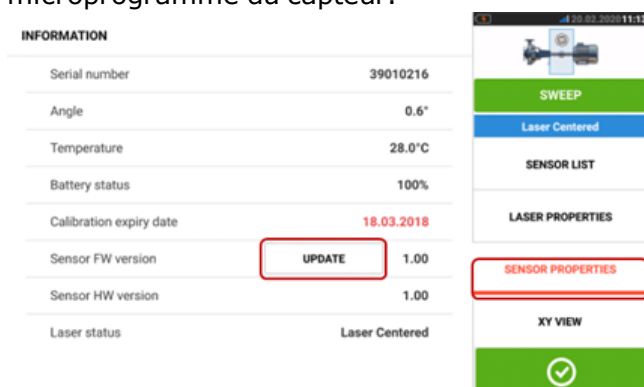 microprogramme du capteur.
INFORMATION
Serial number 39010216
Angle 0.6°
Temperature 28.0°C
Battery status 100%
Calibration expiry date 18.03.2018
Sensor FW version UPDATE 1.00
Sensor HW version 1.00
Laser status Laser Centered
20.02.2020 11:13
SWEEP
Laser Centered
SENSOR LIST
LASER PROPERTIES
SENSOR PROPERTIES
XY VIEW